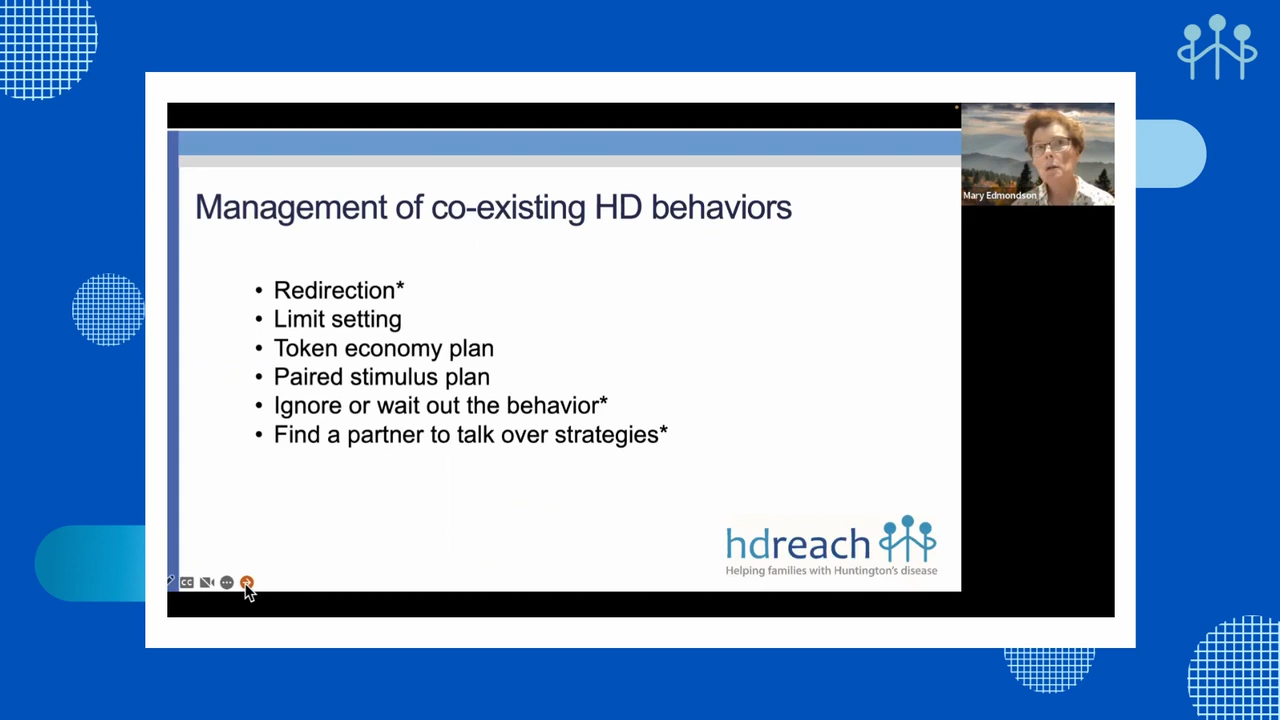 Management of co-existing HD behaviors
Mary Edmondson
• Redirection*
• Limit setting
• Token economy plan
• Paired stimulus plan
• Ignore or wait out the behavior*
• Find a partner to talk over strategies*
hdreach
Helping families with Huntington's disease
CC